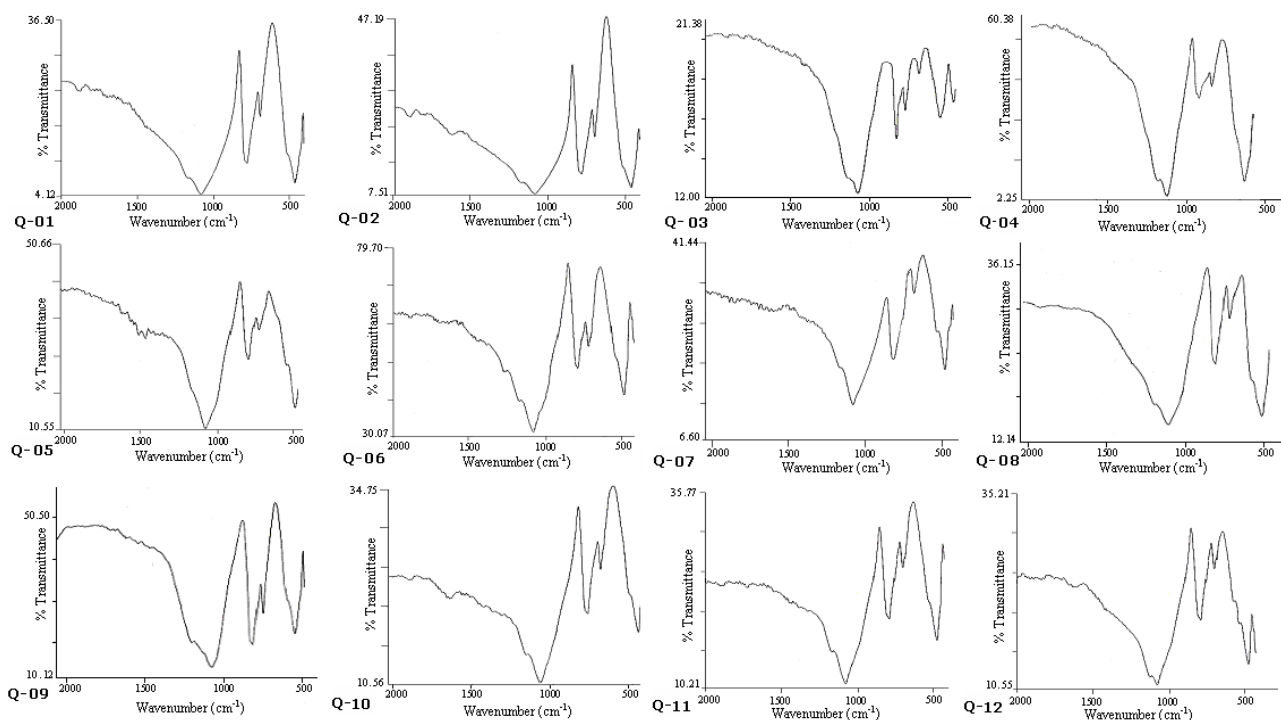 36.50
% Transmittance
4.12
2000 1500 1000 500
Wavenumber (cm-1)
Q-01
47.19
% Transmittance
7.51
2000 1500 1000 500
Wavenumber (cm-1)
Q-02
21.38
% Transmittance
12.00
2000 1500 1000 500
Wavenumber (cm-1)
Q-03
60.38
% Transmittance
2.25
2000 1500 1000 500
Wavenumber (cm-1)
Q-04
50.66
% Transmittance
10.55
2000 1500 1000 500
Wavenumber (cm-1)
Q-05
79.70
% Transmittance
30.07
2000 1500 1000 500
Wavenumber (cm-1)
Q-06
41.44
% Transmittance
6.60
2000 1500 1000 500
Wavenumber (cm-1)
Q-07
36.15
% Transmittance
12.14
2000 1500 1000 500
Wavenumber (cm-1)
Q-08
50.50
% Transmittance
10.12
2000 1500 1000 500
Wavenumber (cm-1)
Q-09
34.75
% Transmittance
10.56
2000 1500 1000 500
Wavenumber (cm-1)
Q-10
35.77
% Transmittance
10.21
2000 1500 1000 500
Wavenumber (cm-1)
Q-11
35.21
% Transmittance
10.55
2000 1500 1000 500
Wavenumber (cm-1)
Q-12